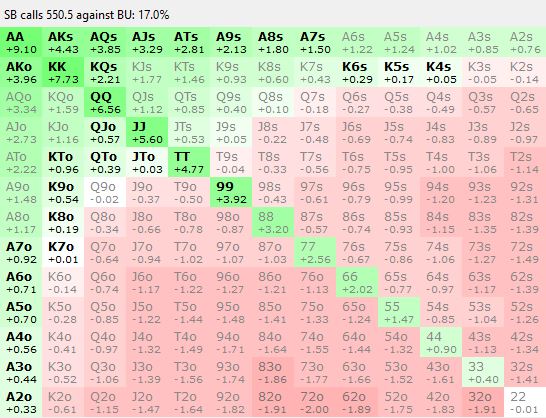 SB calls 550.5 against BU: 17.0%
AA AKs AQs AJs ATs A9s A8s A7s A6s A5s A4s A3s A2s
+9.10 +4.43 +3.85 +3.29 +2.81 +2.13 +1.80 +1.50 +1.22 +1.24 +1.02 +0.85 +0.76
AKo KK KQs KJs KTs K9s K8s K7s K6s K5s K4s K3s K2s
+3.96 +7.73 +2.21 +1.77 +1.46 +0.93 +0.60 +0.43 +0.29 +0.17 +0.05 -0.05 -0.14
AQo KQo QQ QJs QTs Q9s Q8s Q7s Q6s Q5s Q4s Q3s Q2s
+3.34 +1.59 +6.56 +1.12 +0.85 +0.40 +0.10 -0.18 -0.27 -0.38 -0.49 -0.57 -0.65
AJo KJo QJo JJ JTs J9s J8s J7s J6s J5s J4s J3s J2s
+2.73 +1.16 +0.57 +5.60 +0.53 +0.05 -0.22 -0.48 -0.69 -0.74 -0.83 -0.89 -0.97
ATo KTo QTo JTo TT T9s T8s T7s T6s T5s T4s T3s T2s
+2.22 +0.96 +0.39 +0.03 +4.77 -0.04 -0.33 -0.56 -0.75 -0.95 -1.00 -1.06 -1.14
A9o K9o Q9o J9o T9o 99 98s 97s 96s 95s 94s 93s 92s
+1.48 +0.54 -0.02 -0.37 -0.50 +3.92 -0.43 -0.61 -0.79 -0.99 -1.20 -1.23 -1.31
A8o K8o Q8o J8o T8o 98o 88 87s 86s 85s 84s 83s 82s
+1.17 +0.19 -0.34 -0.66 -0.78 -0.87 +3.20 -0.57 -0.74 -0.93 -1.15 -1.35 -1.39
A7o K7o Q7o J7o T7o 97o 87o 77 76s 75s 74s 73s 72s
+0.92 +0.01 -0.64 -0.94 -1.02 -1.07 -1.03 +2.56 -0.67 -0.86 -1.06 -1.27 -1.49
A6o K6o Q6o J6o T6o 96o 86o 76o 66 65s 64s 63s 62s
+0.71 -0.14 -0.74 -1.17 -1.22 -1.27 -1.21 -1.13 +2.02 -0.77 -0.97 -1.17 -1.39
A5o K5o Q5o J5o T5o 95o 85o 75o 65o 55 54s 53s 52s
+0.70 -0.28 -0.85 -1.22 -1.44 -1.48 -1.41 -1.33 -1.24 +1.47 -0.85 -1.04 -1.26
A4o K4o Q4o J4o T4o 94o 84o 74o 64o 54o 44 43s 42s
+0.56 -0.41 -0.97 -1.32 -1.49 -1.71 -1.64 -1.55 -1.44 -1.32 +0.90 -1.13 -1.34
A3o K3o Q3o J3o T3o 93o 83o 73o 63o 53o 43o 33 32s
+0.44 -0.52 -1.06 -1.39 -1.56 -1.74 -1.86 -1.77 -1.66 -1.52 -1.61 +0.40 -1.41
A2o K2o Q2o J2o T2o 92o 82o 72o 62o 52o 42o 32o 22
+0.33 -0.61 -1.15 -1.47 -1.64 -1.82 -1.91 -2.00 -1.89 -1.75 -1.83 -1.91 -0.01